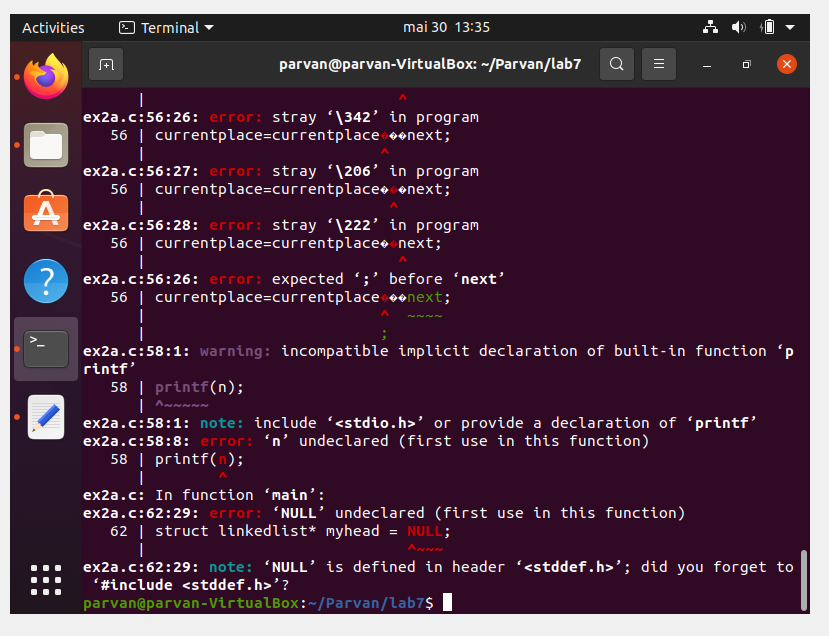 Activities
Terminal
mai 30 13:35
parvan@parvan-VirtualBox: ~/Parvan/lab7
| ^
ex2a.c:56:26: error: stray ‘\342’ in program
56 | currentplace=currentplace���next;
| ^
ex2a.c:56:27: error: stray ‘\206’ in program
56 | currentplace=currentplace���next;
| ^
ex2a.c:56:28: error: stray ‘\222’ in program
56 | currentplace=currentplace��next;
| ^
ex2a.c:56:26: error: expected ‘;’ before ‘next’
56 | currentplace=currentplace���next;
| ^ ~~~~
| ;
ex2a.c:58:1: warning: incompatible implicit declaration of built-in function ‘p
rintf’
58 | printf(n);
| ^~~~~~
ex2a.c:58:1: note: include ‘<stdio.h>’ or provide a declaration of ‘printf’
ex2a.c:58:8: error: ‘n’ undeclared (first use in this function)
58 | printf(n);
| ^
ex2a.c: In function ‘main’:
ex2a.c:62:29: error: ‘NULL’ undeclared (first use in this function)
62 | struct linkedlist* myhead = NULL;
| ^~~~
ex2a.c:62:29: note: ‘NULL’ is defined in header ‘<stddef.h>’; did you forget to
‘#include <stddef.h>’?
parvan@parvan-VirtualBox:~/Parvan/lab7$